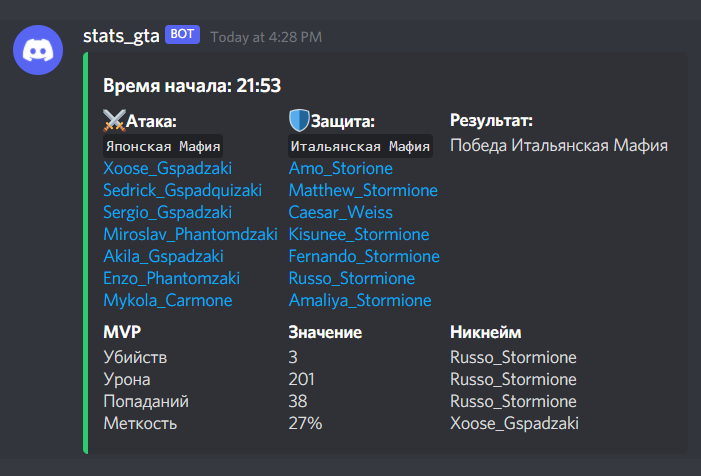 stats_gta BOT Today at 4:28 PM
Время начала: 21:53
Атака: Защита: Результат:
Японская Мафия Итальянская Мафия Победа Итальянская Мафия
Xoose_Gspadzaki Amo_Storione
Sedrick_Gspadquizaki Matthew_Stormione
Sergio_Gspadzaki Caesar_Weiss
Miroslav_Phantomdzaki Kisunee_Stormione
Akila_Gspadzaki Fernando_Stormione
Enzo_Phantomzaki Russo_Stormione
Mykola_Carmone Amaliya_Stormione
MVP Значение Никнейм
Убийств 3 Russo_Stormione
Урона 201 Russo_Stormione
Попаданий 38 Russo_Stormione
Меткость 27% Xoose_Gspadzaki